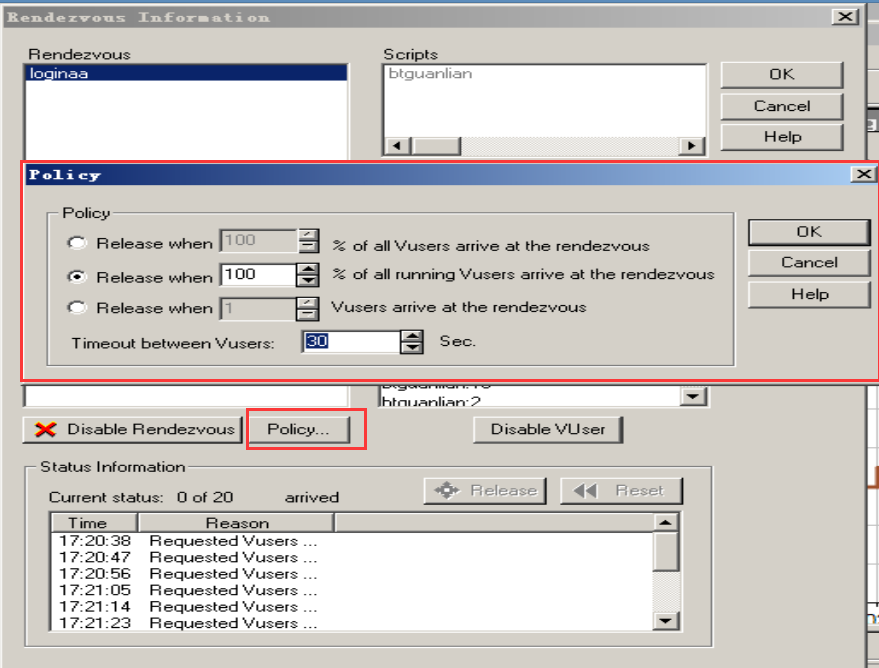 Rendezvous Information
Rendezvous
Scripts
loginaa
btguanlian
OK
Cancel
Help
Policy
Policy
Release when 100 % of all Vusers arrive at the rendezvous
Release when 100 % of all running Vusers arrive at the rendezvous
Release when 1 Vusers arrive at the rendezvous
Timeout between Vusers: 30 Sec.
OK
Cancel
Help
btguanlian:2
Disable Rendezvous
Policy...
Disable VUser
Status Information
Current status: 0 of 20 arrived
Release
Reset
Time Reason
17:20:38 Requested Vusers ...
17:20:47 Requested Vusers ...
17:20:56 Requested Vusers ...
17:21:05 Requested Vusers ...
17:21:14 Requested Vusers ...
17:21:23 Requested Vusers ...